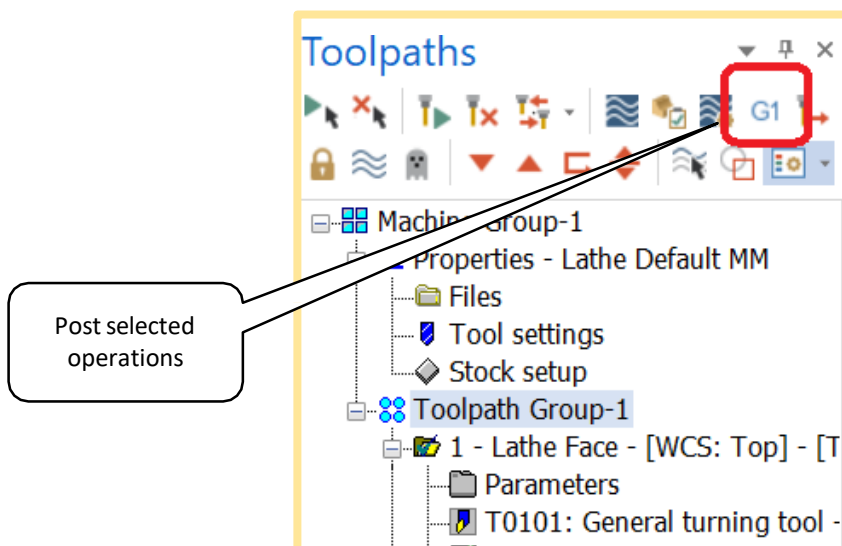 Toolpaths
G1
Machine Group-1
Properties - Lathe Default MM
Files
Post selected
operations
Tool settings
Stock setup
Toolpath Group-1
1 - Lathe Face - [WCS: Top] - [T
Parameters
T0101: General turning tool -